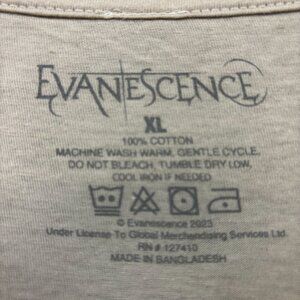 EVANESCENCE
XL
100% COTTON
MACHINE WASH WARM, GENTLE CYCLE,
DO NOT BLEACH, TUMBLE DRY LOW,
COOL IRON IF NEEDED
© Evanescence 2023
Under License To Global Merchandising Services Ltd.
RN # 127410
MADE IN BANGLADESH